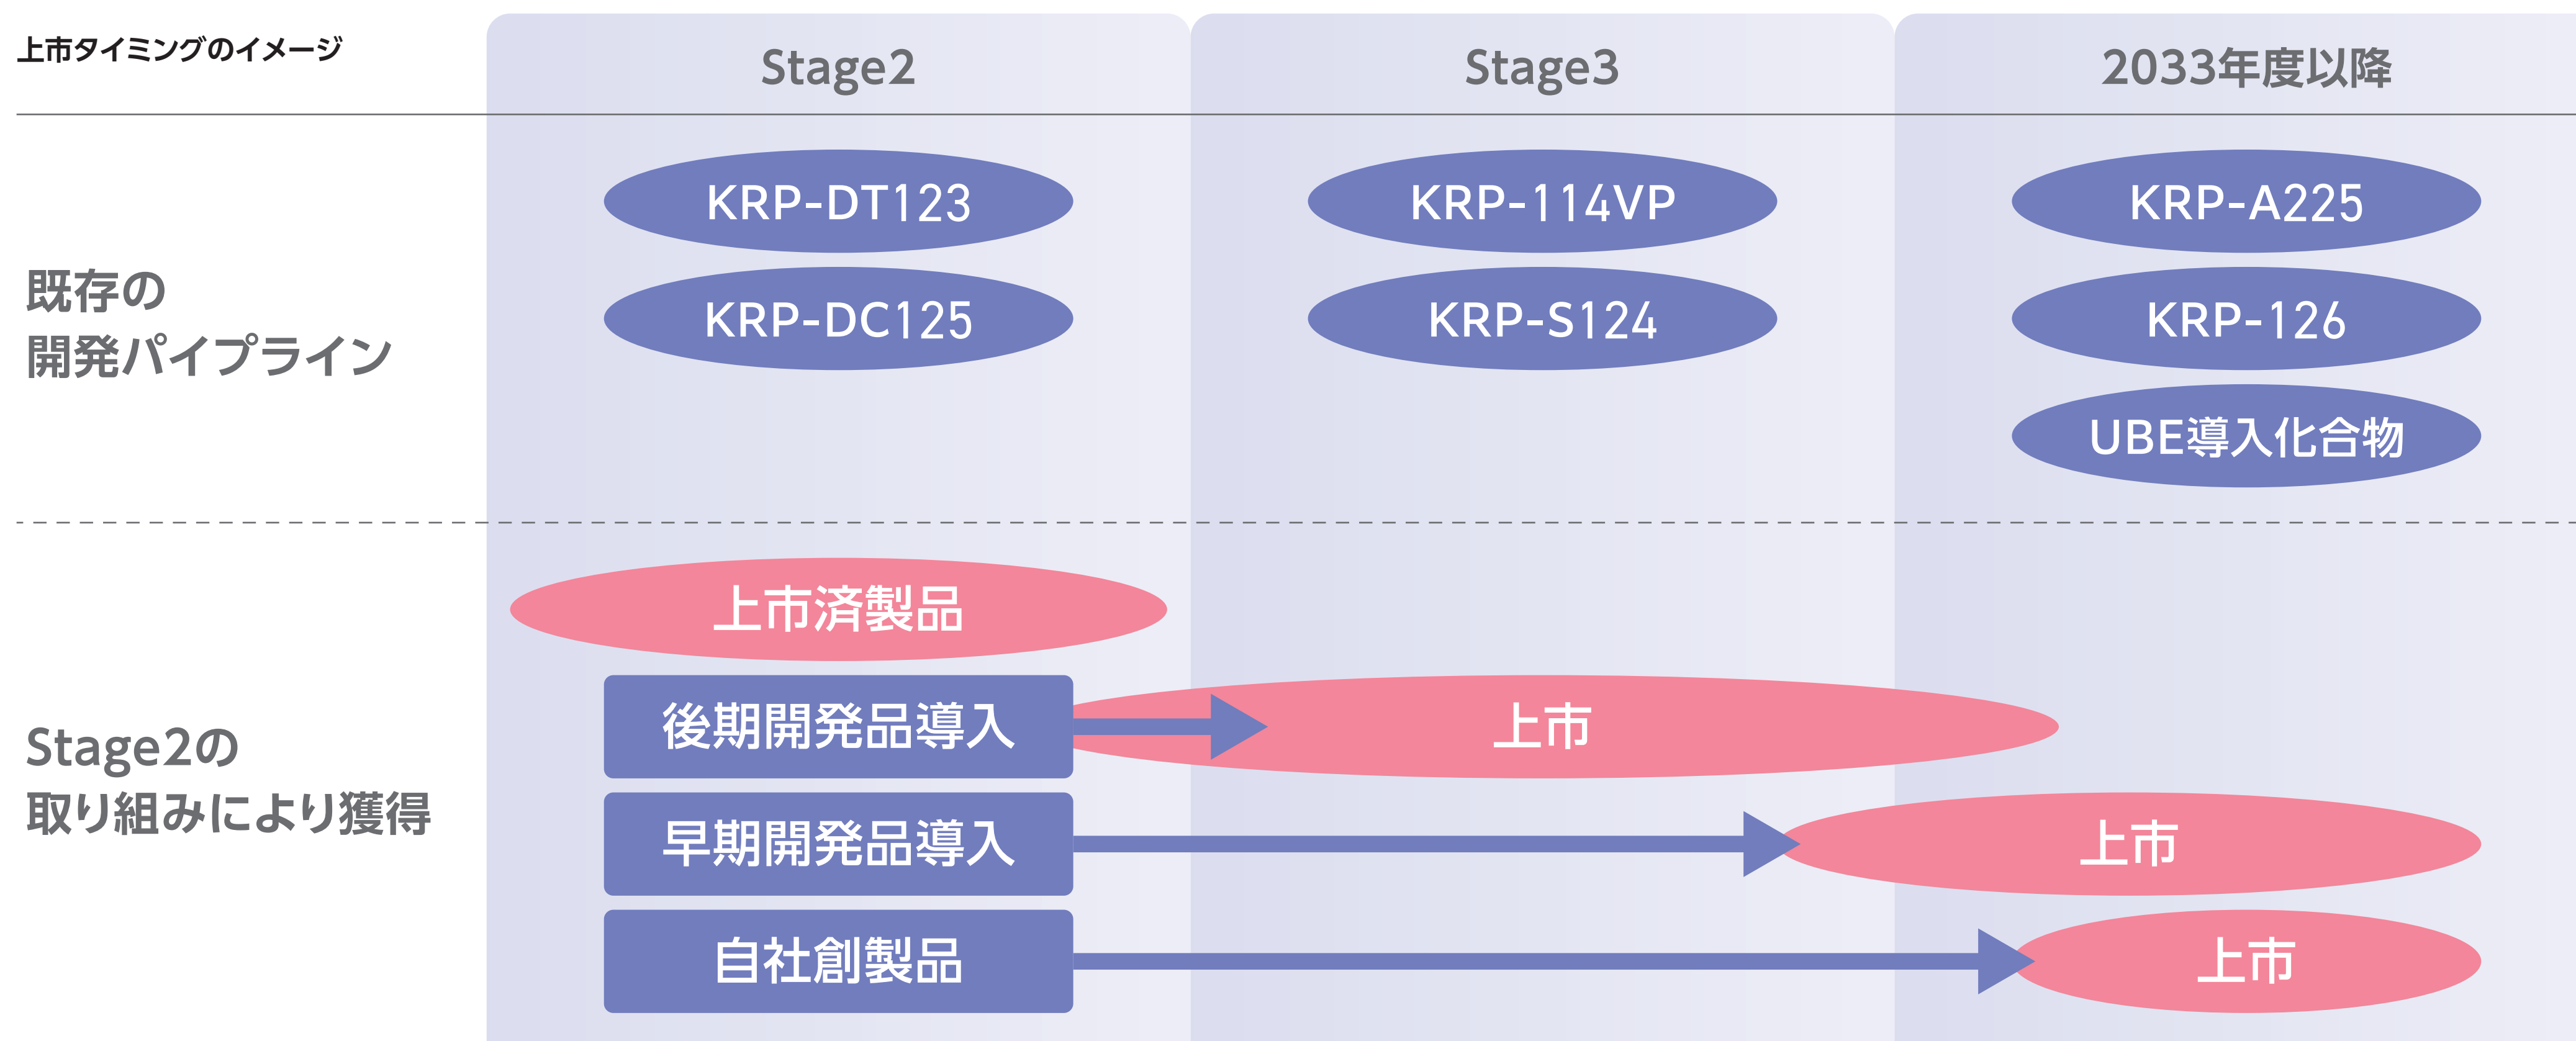 上市タイミングのイメージ
Stage2
Stage3
2033年度以降
既存の
開発パイプライン
KRP-DT123
KRP-114VP
KRP-A225
KRP-DC125
KRP-S124
KRP-126
UBE導入化合物
Stage2の
取り組みにより獲得
上市済製品
後期開発品導入
上市
早期開発品導入
上市
自社創製品
上市